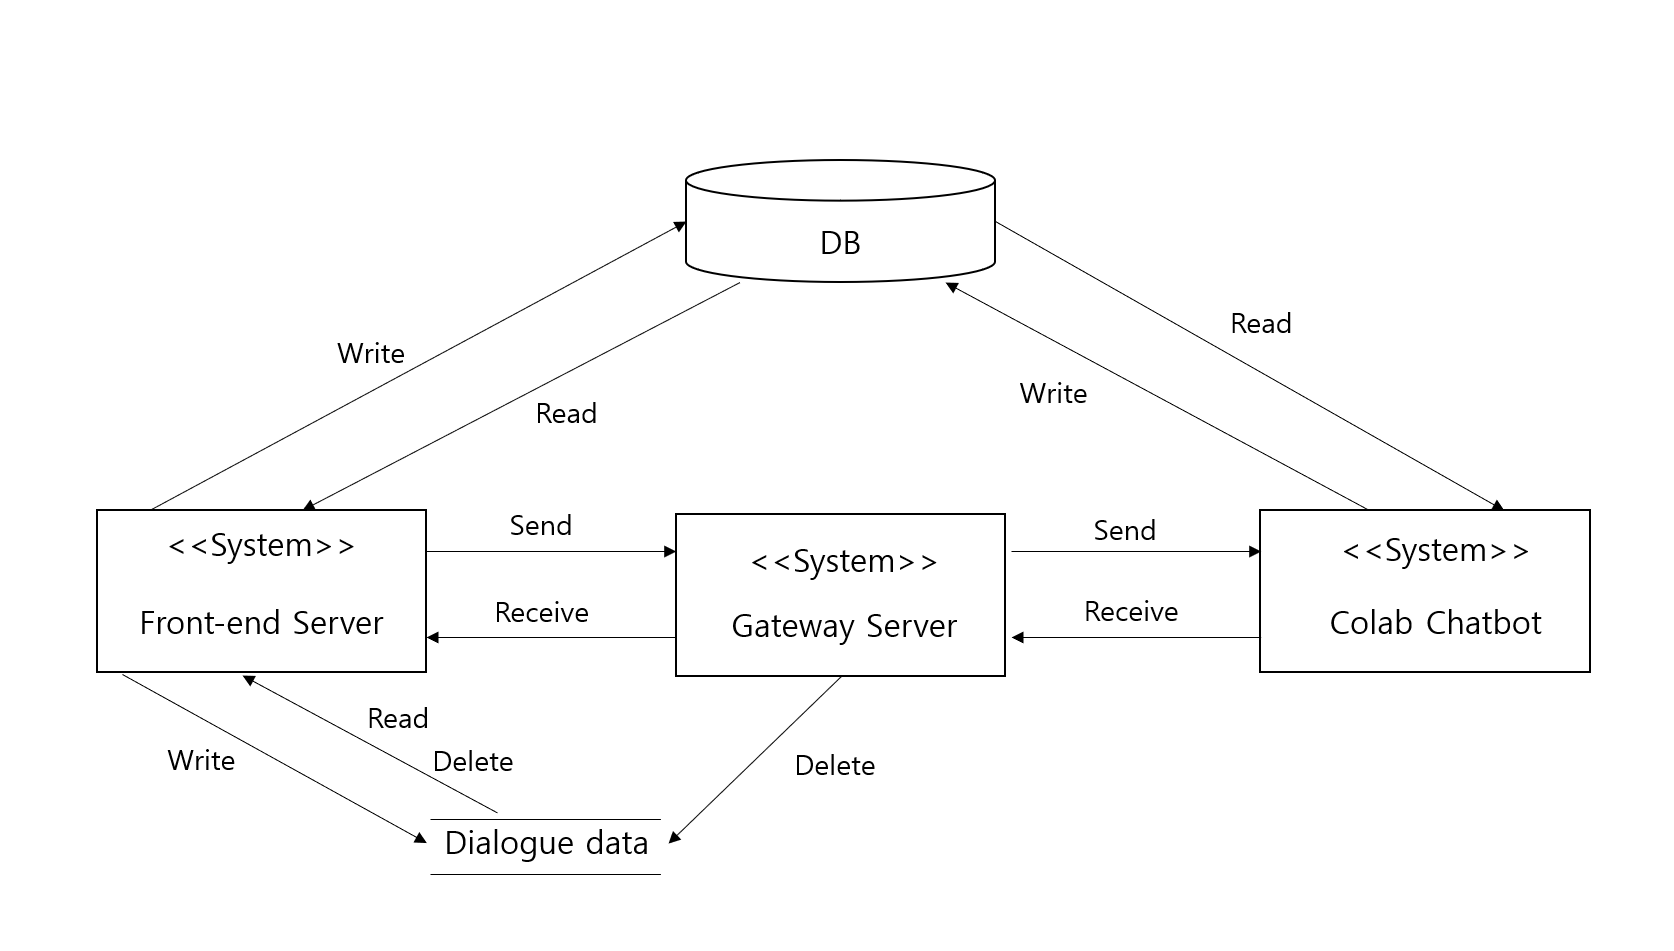 DB
Write
Read
Read
Write
<<System>>
Front-end Server
Send
Receive
<<System>>
Gateway Server
Send
Receive
<<System>>
Colab Chatbot
Write
Read
Delete
Delete
Dialogue data